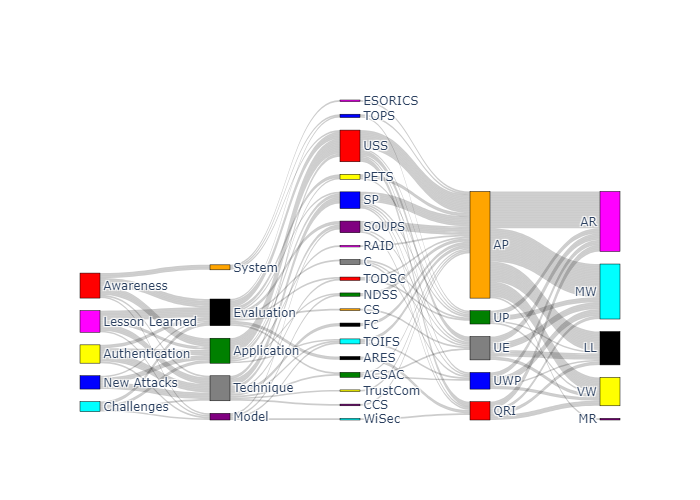 Awareness
Lesson Learned
Authentication
New Attacks
Challenges
System
Evaluation
Application
Technique
Model
ESORICS
TOPS
USS
PETS
SP
SOUPS
RAID
C
TODSC
NDSS
CS
FC
TOIFS
ARES
ACSAC
TrustCom
CCS
WiSec
AP
UP
UE
UWP
QRI
AR
MW
LL
VW
MR